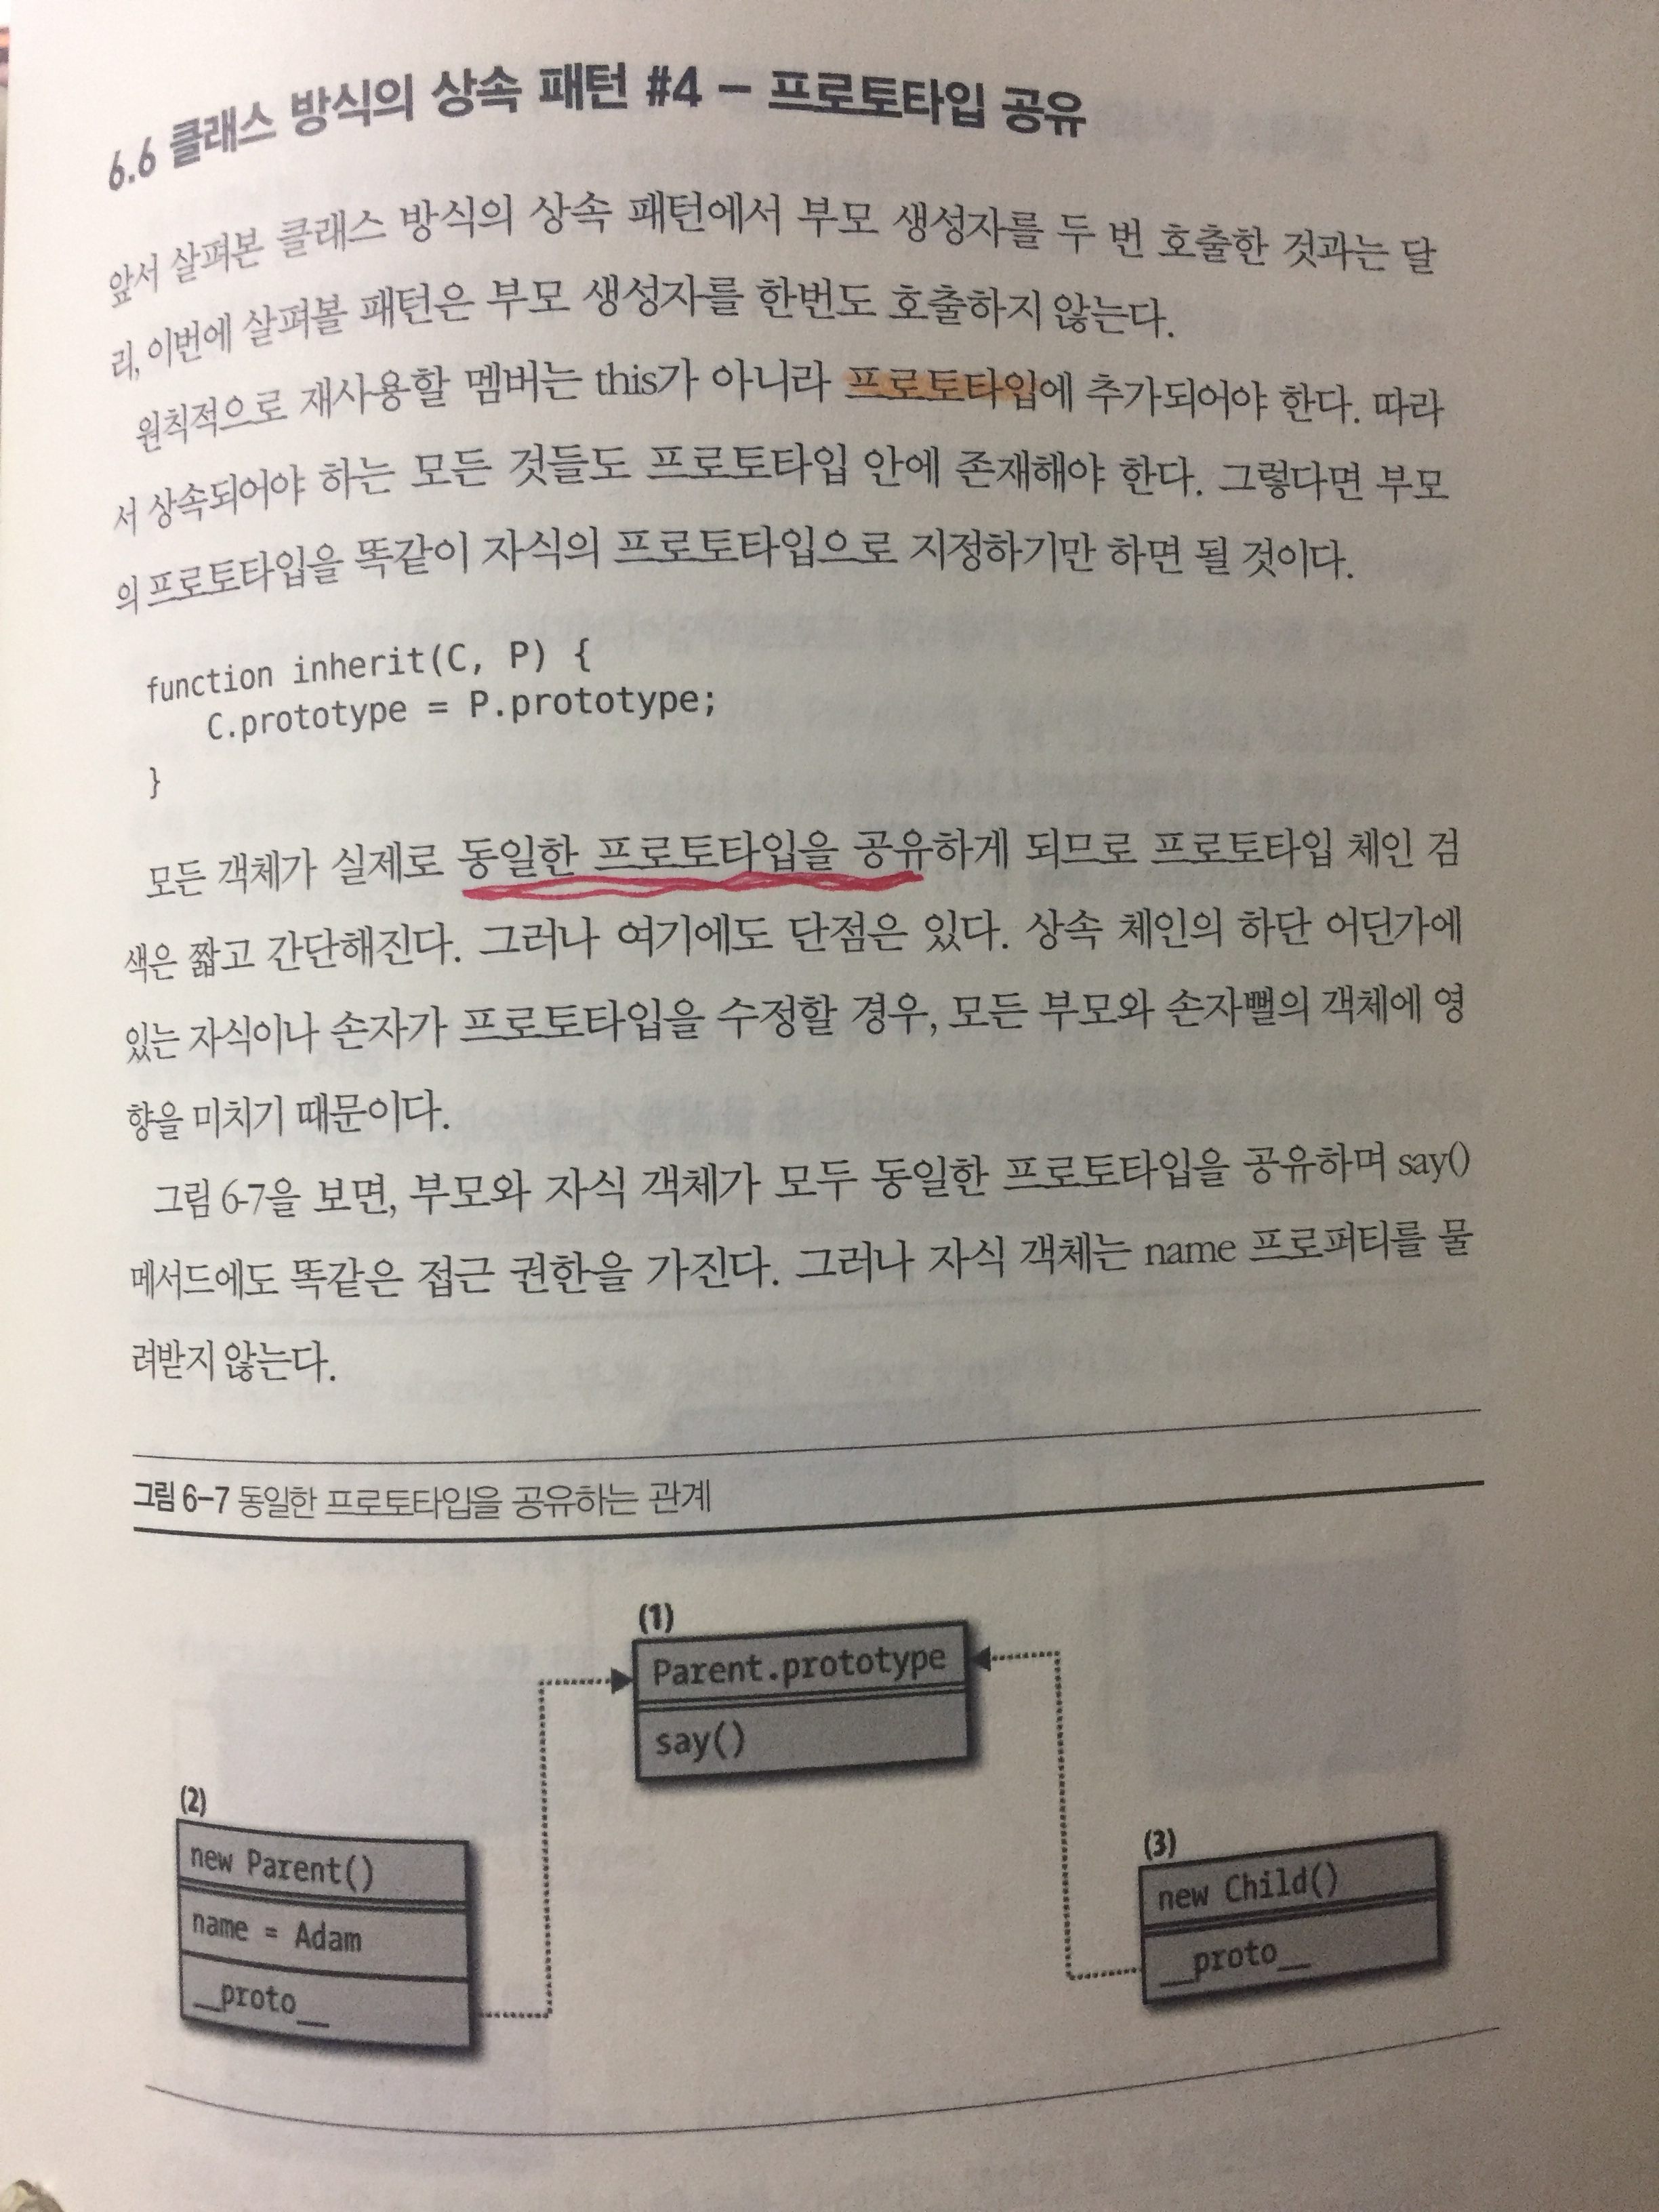 6.6 클래스 방식의 상속 패턴 #4 – 프로토타입 공유
앞서 살펴본 클래스 방식의 상속 패턴에서 부모 생성자를 두 번 호출한 것과는 달
리, 이번에 살펴볼 패턴은 부모 생성자를 한번도 호출하지 않는다.
원칙적으로 재사용할 멤버는 this가 아니라 프로토타입에 추가되어야 한다. 따라
서 상속되어야 하는 모든 것들도 프로토타입 안에 존재해야 한다. 그렇다면 부모
의 프로토타입을 똑같이 자식의 프로토타입으로 지정하기만 하면 될 것이다.
function inherit(C, P) {
C.prototype = P.prototype;
}
모든 객체가 실제로 동일한 프로토타입을 공유하게 되므로 프로토타입 체인 검
색은 짧고 간단해진다. 그러나 여기에도 단점은 있다. 상속 체인의 하단 어딘가에
있는 자식이나 손자가 프로토타입을 수정할 경우, 모든 부모와 손자뻘의 객체에 영
향을 미치기 때문이다.
그림 6-7을 보면, 부모와 자식 객체가 모두 동일한 프로토타입을 공유하며 say()
메서드에도 똑같은 접근 권한을 가진다. 그러나 자식 객체는 name 프로퍼티를 물
려받지 않는다.
그림 6-7 동일한 프로토타입을 공유하는 관계
(1)
Parent.prototype
say()
(2)
new Parent()
name = Adam
__proto__
(3)
new Child()
__proto__